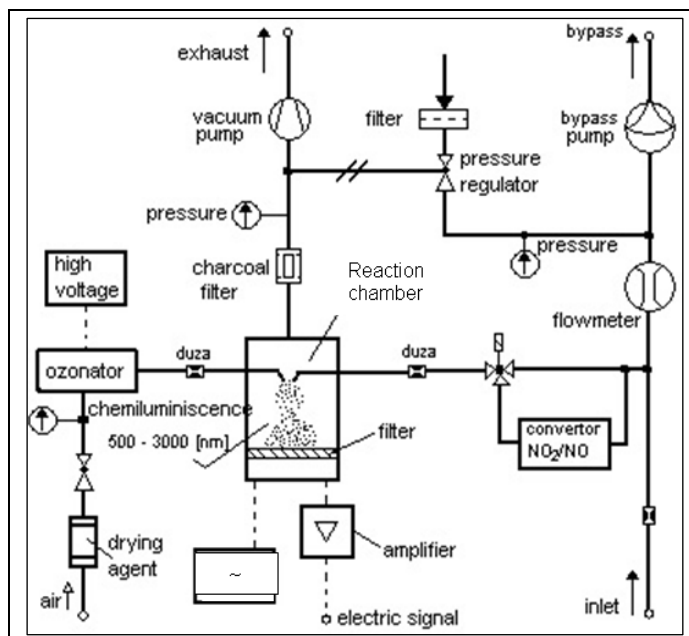 exhaust
bypass
vacuum
pump
filter
bypass
pump
pressure
regulator
pressure
pressure
high
voltage
charcoal
filter
Reaction
chamber
flowmeter
duza
duza
ozonator
chemiluminiscence
500 - 3000 [nm]
filter
convertor
NO₂/NO
drying
agent
~
amplifier
air
electric signal
inlet